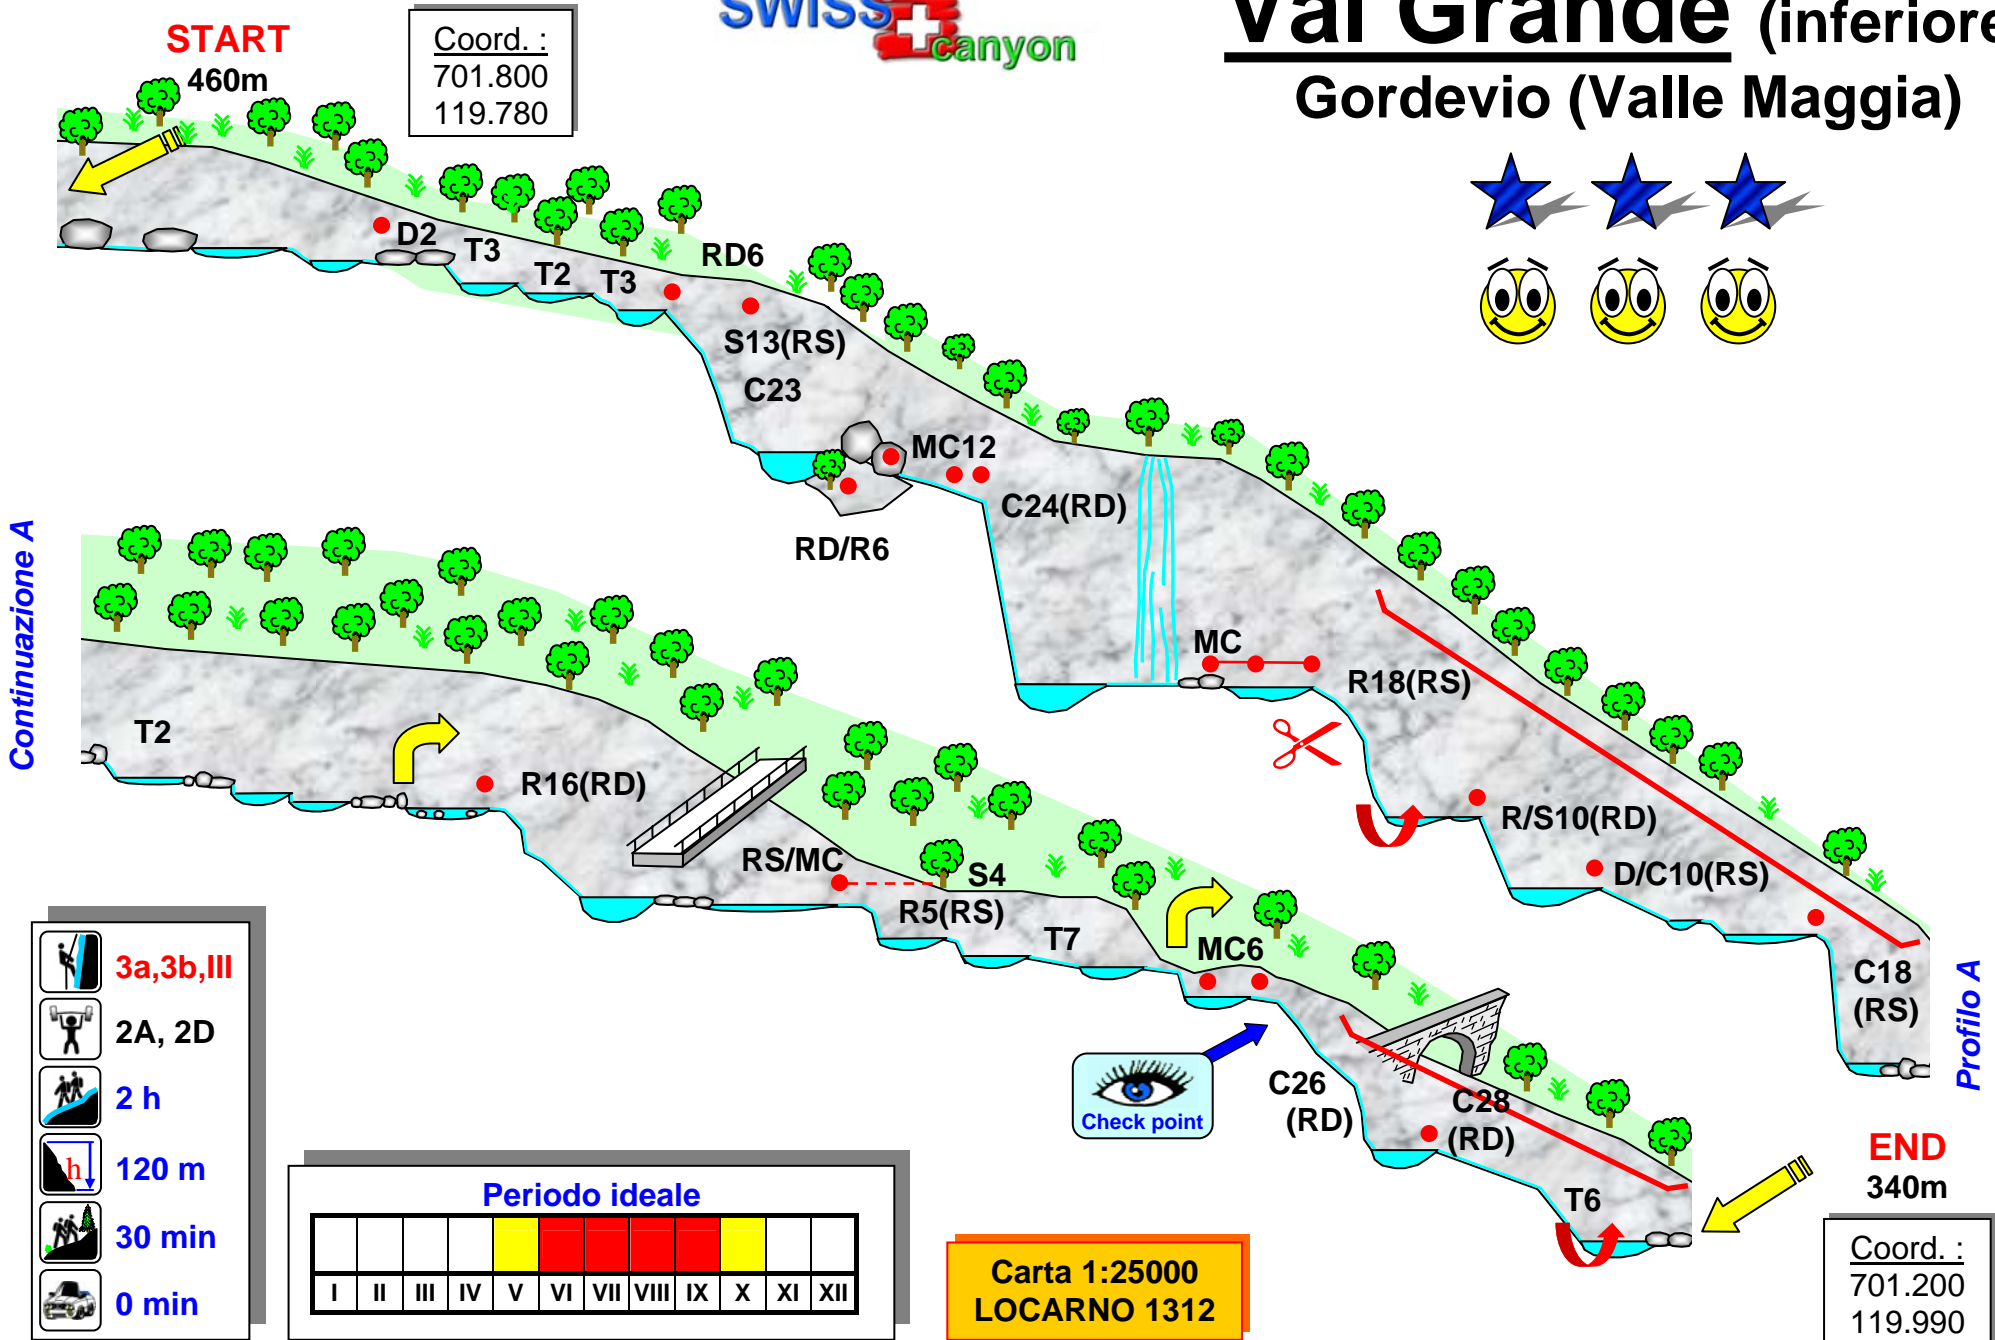 SWISS
canyon
Val Grande (inferiore
Gordevio (Valle Maggia)
START
460m
Coord. :
701.800
119.780
D2
T3
T2
T3
RD6
S13(RS)
C23
MC12
RD/R6
C24(RD)
MC
R18(RS)
R/S10(RD)
D/C10(RS)
C18
(RS)
Profilo A
Continuazione A
T2
R16(RD)
RS/MC
S4
R5(RS)
T7
MC6
Check point
C26
(RD)
C28
(RD)
T6
END
340m
Coord. :
701.200
119.990
3a,3b,III
2A, 2D
2 h
h
120 m
30 min
0 min
Periodo ideale
I II III IV V VI VII VIII IX X XI XII
Carta 1:25000
LOCARNO 1312